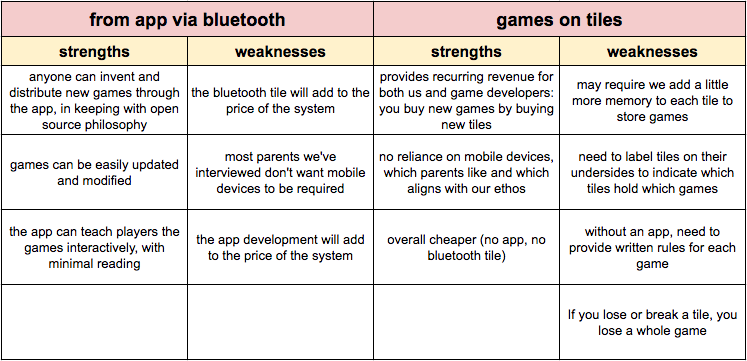 from app via bluetooth
games on tiles
strengths
weaknesses
strengths
weaknesses
anyone can invent and
distribute new games through
the app, in keeping with open
source philosophy
the bluetooth tile will add to the
price of the system
provides recurring revenue for
both us and game developers:
you buy new games by buying
new tiles
may require we add a little
more memory to each tile to
store games
games can be easily updated
and modified
most parents we've
interviewed don't want mobile
devices to be required
no reliance on mobile devices,
which parents like and which
aligns with our ethos
need to label tiles on their
undersides to indicate which
tiles hold which games
the app can teach players the
games interactively, with
minimal reading
the app development will add
to the price of the system
overall cheaper (no app, no
bluetooth tile)
without an app, need to
provide written rules for each
game
If you lose or break a tile, you
lose a whole game